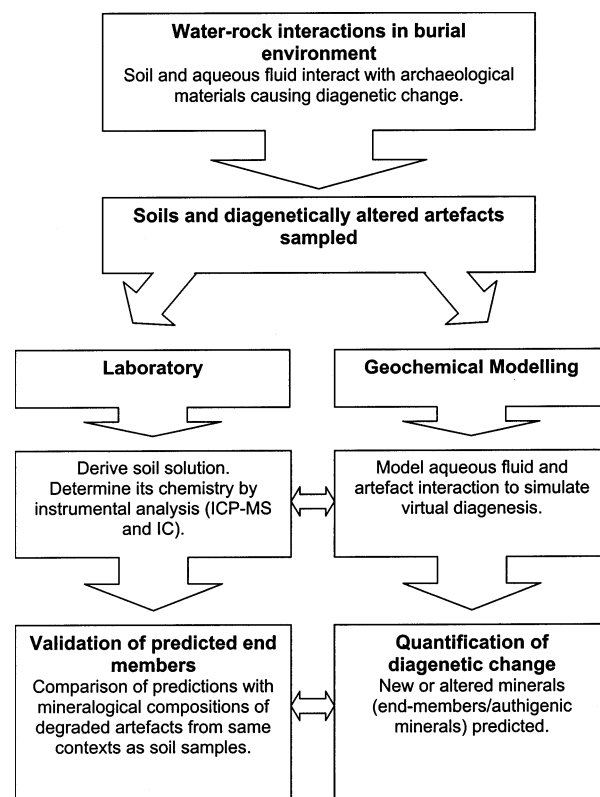 Water-rock interactions in burial
environment
Soil and aqueous fluid interact with archaeological
materials causing diagenetic change.
Soils and diagenetically altered artefacts
sampled
Laboratory
Geochemical Modelling
Derive soil solution.
Determine its chemistry by
instrumental analysis (ICP-MS
and IC).
Model aqueous fluid and
artefact interaction to simulate
virtual diagenesis.
Validation of predicted end
members
Comparison of predictions with
mineralogical compositions of
degraded artefacts from same
contexts as soil samples.
Quantification of
diagenetic change
New or altered minerals
(end-members/authigenic
minerals) predicted.